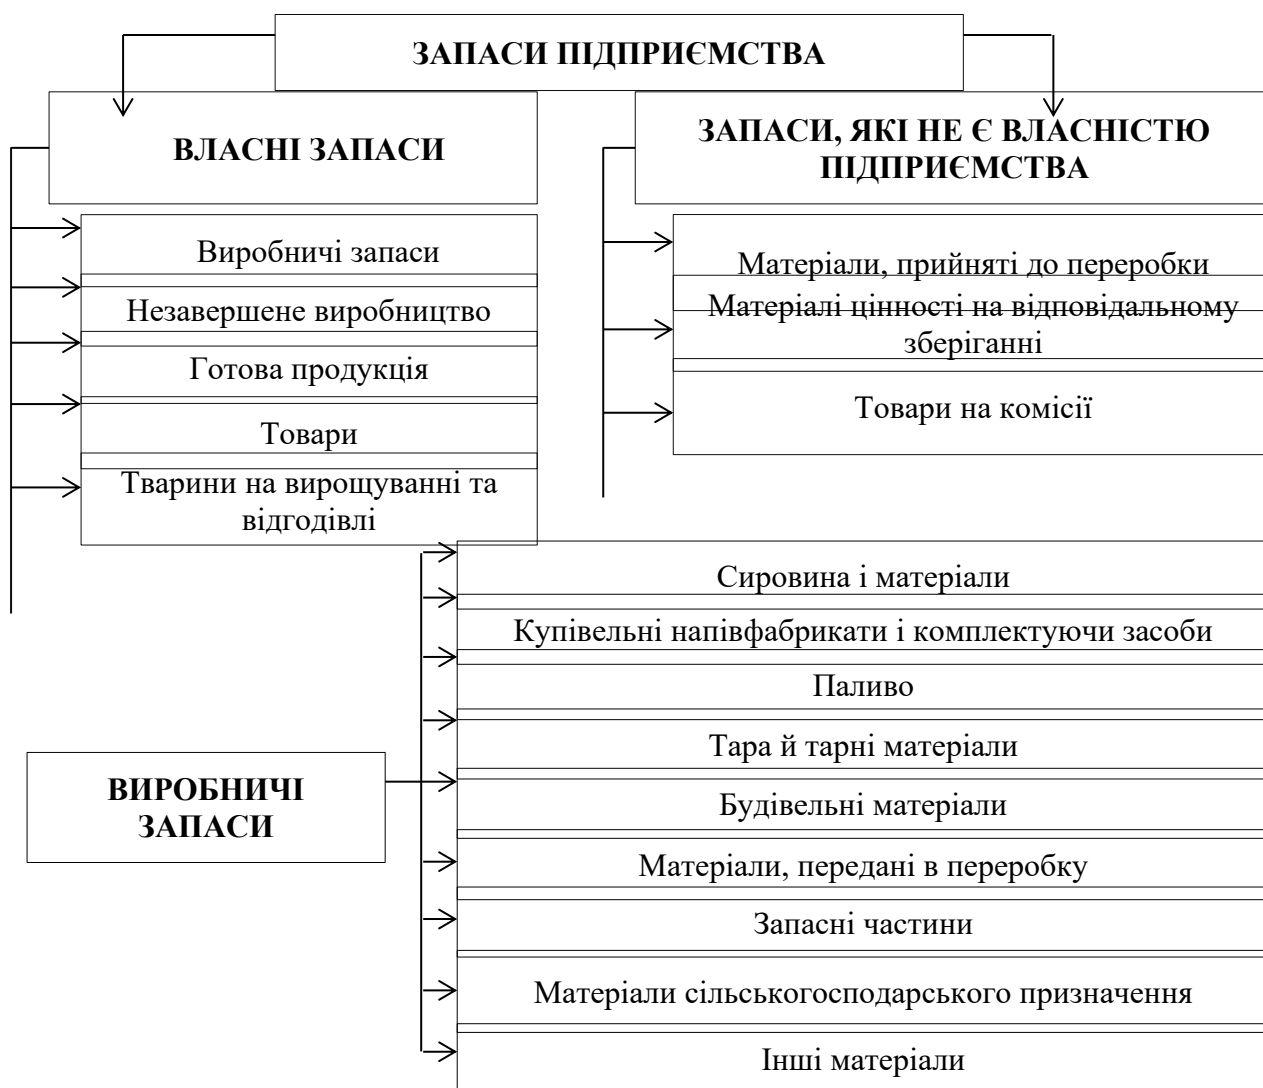 ЗАПАСИ ПІДПРИЄМСТВА
ВЛАСНІ ЗАПАСИ
ЗАПАСИ, ЯКІ НЕ Є ВЛАСНІСТЮ
ПІДПРИЄМСТВА
Виробничі запаси
Незавершене виробництво
Готова продукція
Товари
Тварини на вирощуванні та
відгодівлі
Матеріали, прийняті до переробки
Матеріалі цінності на відповідальному
зберіганні
Товари на комісії
ВИРОБНИЧІ
ЗАПАСИ
Сировина і матеріали
Купівельні напівфабрикати і комплектуючи засоби
Паливо
Тара й тарні матеріали
Будівельні матеріали
Матеріали, передані в переробку
Запасні частини
Матеріали сільськогосподарського призначення
Інші матеріали